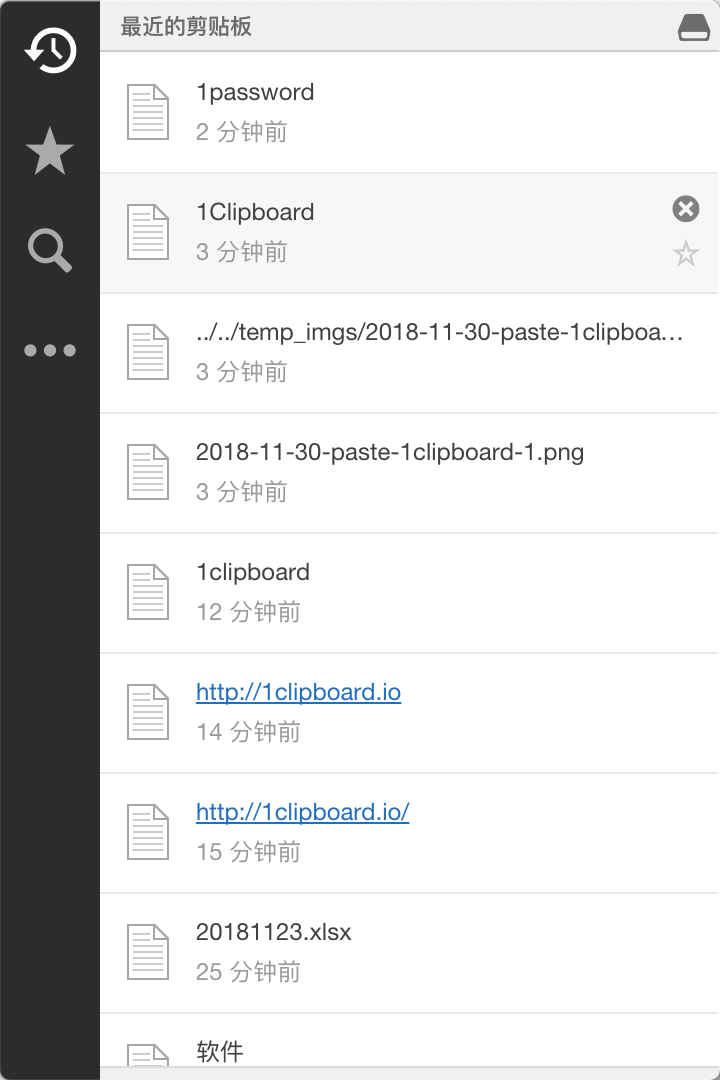 最近的剪贴板
1password
2 分钟前
1Clipboard
3 分钟前
../../temp_imgs/2018-11-30-paste-1clipboa…
3 分钟前
2018-11-30-paste-1clipboard-1.png
3 分钟前
1clipboard
12 分钟前
http://1clipboard.io
14 分钟前
http://1clipboard.io/
15 分钟前
20181123.xlsx
25 分钟前
软件